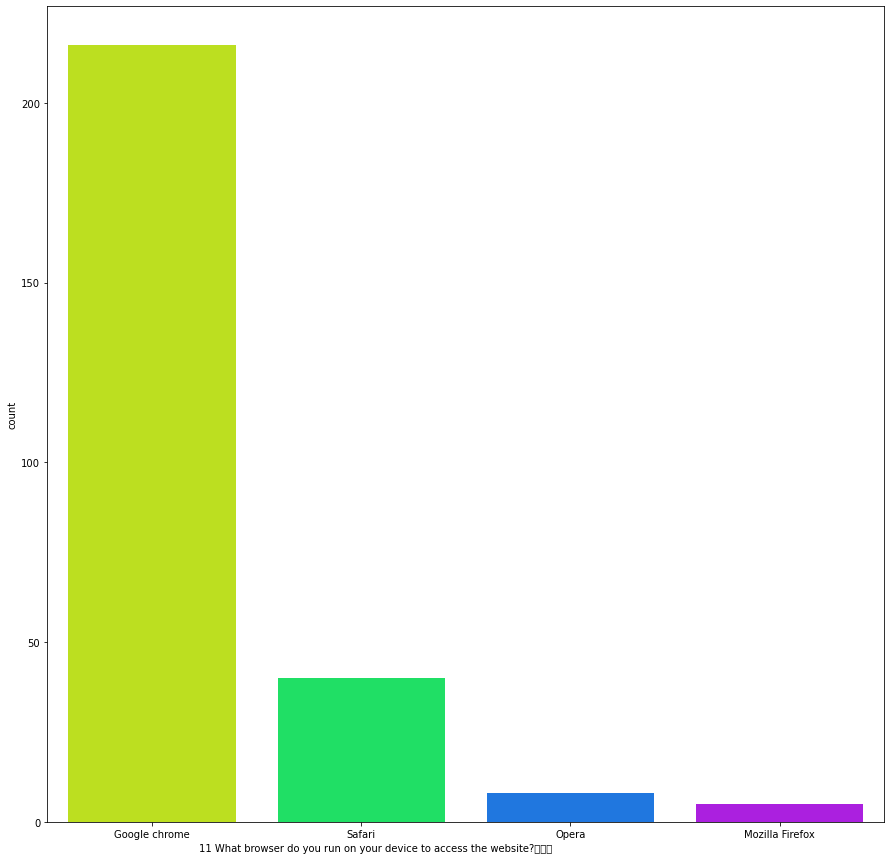 200
150
100
50
0
count
Google chrome
Safari
Opera
Mozilla Firefox
11 What browser do you run on your device to access the website?